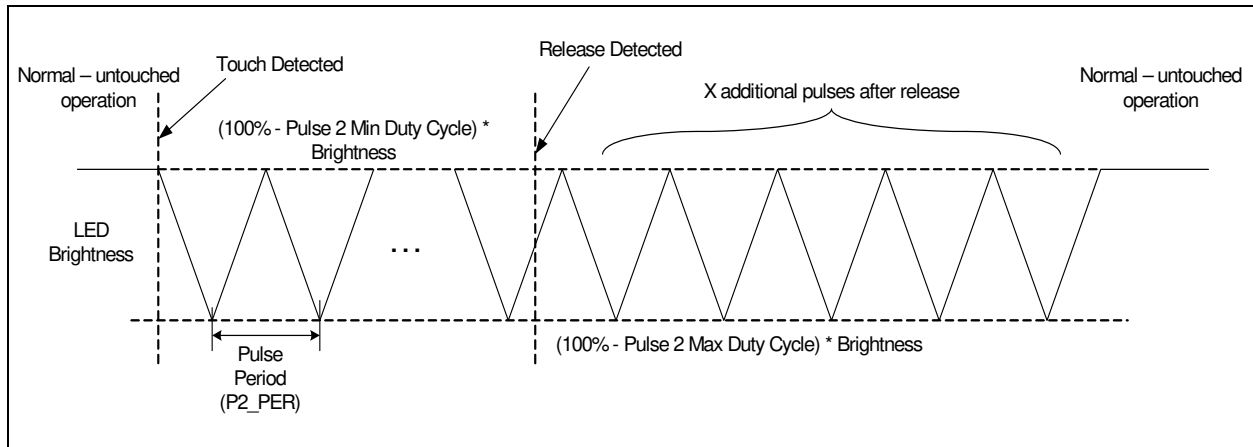 Normal – untouched
operation
Touch Detected
Release Detected
X additional pulses after release
Normal – untouched
operation
(100% - Pulse 2 Min Duty Cycle) *
Brightness
LED
Brightness
...
(100% - Pulse 2 Max Duty Cycle) * Brightness
Pulse
Period
(P2_PER)